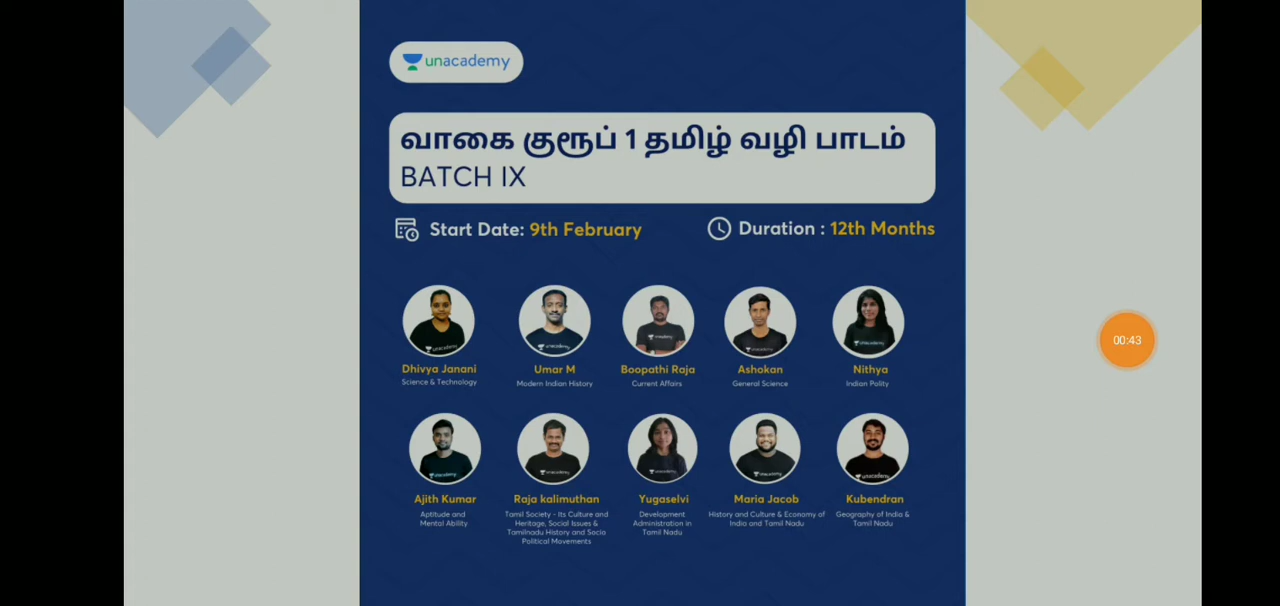 unacademy
வாகை குரூப் 1 தமிழ் வழி பாடம்
BATCH IX
Start Date: 9th February
Duration : 12th Months
Dhivya Janani
Science & Technology
Umar M
Modern Indian History
Boopathi Raja
Current Affairs
Ashokan
General Science
Nithya
Indian Polity
00:43
Ajith Kumar
Aptitude and
Mental Ability
Raja kalimuthan
Tamil Society - Its Culture and
Heritage, Social Issues &
Tamilnadu History and Socio
Political Movements
Yugaselvi
Development
Administration in
Tamil Nadu
Maria Jacob
History and Culture & Economy of
India and Tamil Nadu
Kubendran
Geography of India &
Tamil Nadu